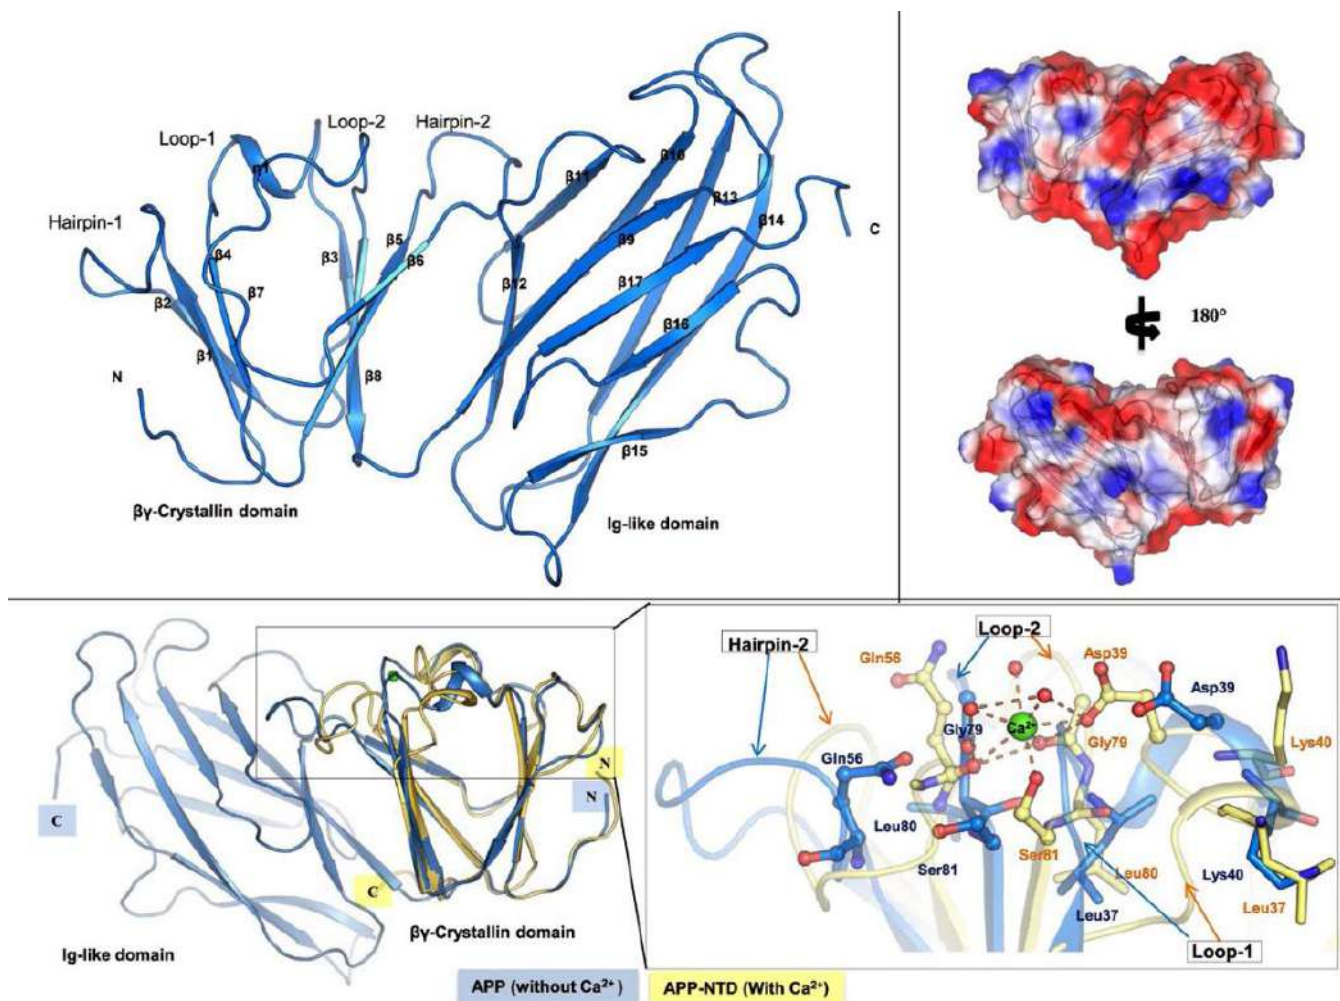 Loop-1
Loop-2
Hairpin-2
Hairpin-1
η1
β11
β10
β13
β14
C
β4
β3
β5
β6
β9
β12
β17
β2
β7
β16
β1
N
β8
β15
βγ-Crystallin domain
Ig-like domain
180°
Hairpin-2
Loop-2
Gln56
Asp39
Asp39
Gly79
Ca²⁺
Gly79
Lys40
Gln56
Leu80
Ser81
Ser81
Leu80
Lys40
Leu37
Leu37
Loop-1
N
N
C
C
βγ-Crystallin domain
Ig-like domain
APP (without Ca²⁺)
APP-NTD (With Ca²⁺)